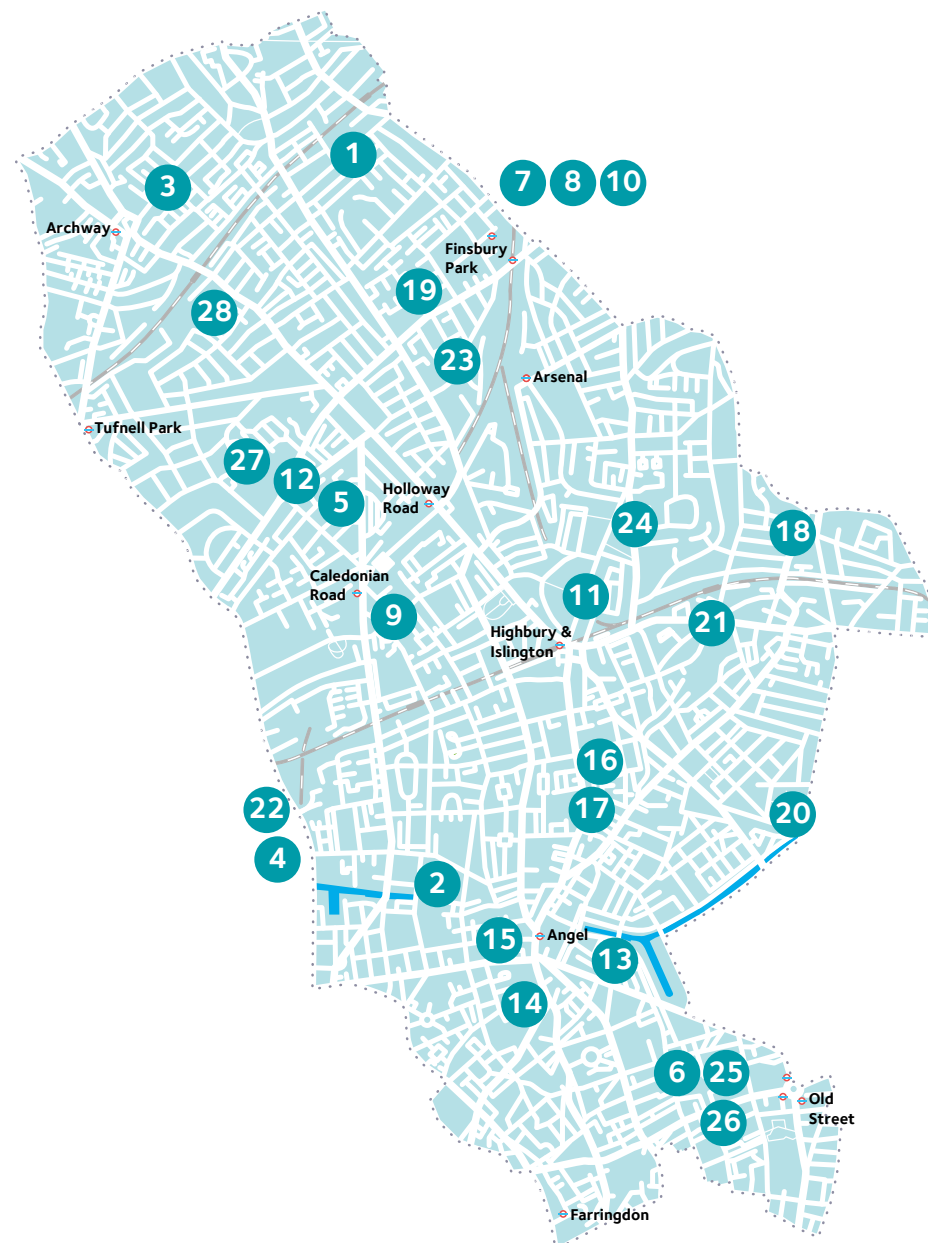 1
7 8 10
3
Archway
Finsbury
Park
19
28
23
Arsenal
Tufnell Park
27
12
5
Holloway
Road
24
18
Caledonian
Road
11
9
21
Highbury &
Islington
16
22
17
20
4
2
15
Angel
13
14
6 25
Old
Street
26
Farringdon